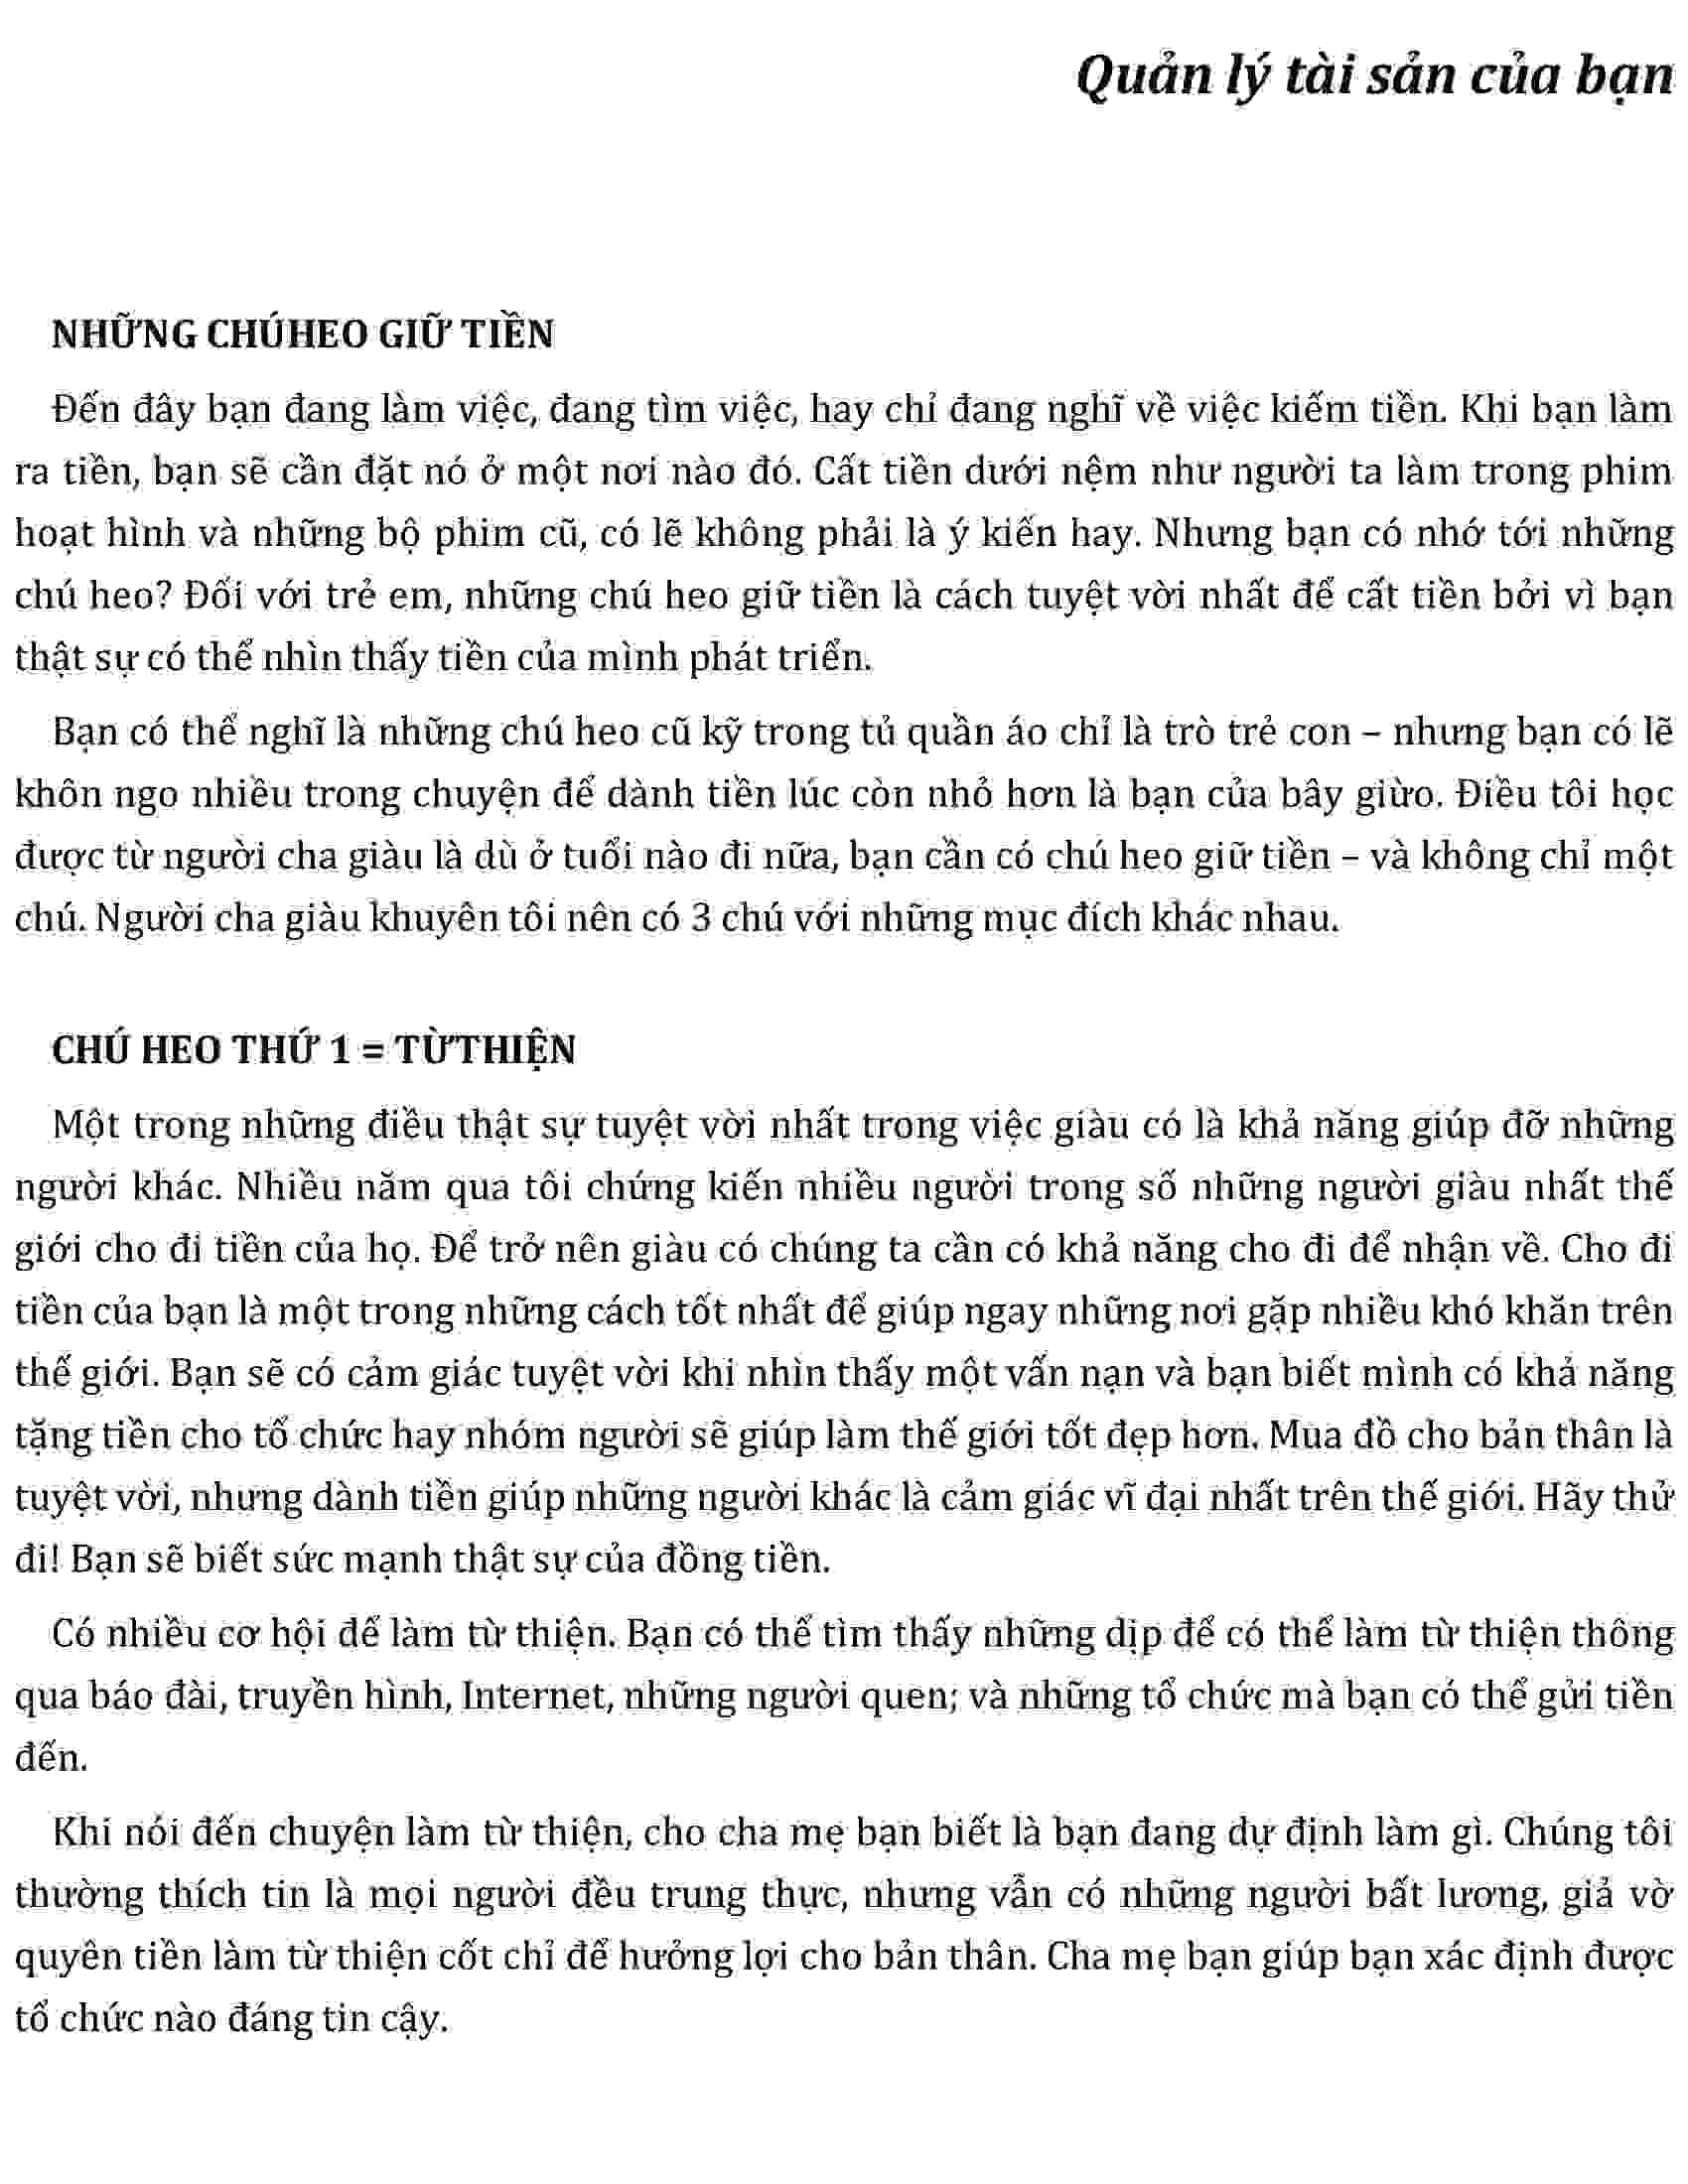 Quản lý tài sản của bạn
NHỮNG CHÚHEO GIỮ TIỀN
Đến đây bạn đang làm việc, đang tìm việc, hay chỉ đang nghĩ về việc kiếm tiền. Khi bạn làm
ra tiền, bạn sẽ cần đặt nó ở một nơi nào đó. Cất tiền dưới nệm như người ta làm trong phim
hoạt hình và những bộ phim cũ, có lẽ không phải là ý kiến hay. Nhưng bạn có nhớ tới những
chú heo? Đối với trẻ em, những chú heo giữ tiền là cách tuyệt vời nhất để cất tiền bởi vì bạn
thật sự có thể nhìn thấy tiền của mình phát triển.
Bạn có thể nghĩ là những chú heo cũ kỹ trong tủ quần áo chỉ là trò trẻ con – nhưng bạn có lẽ
khôn ngo nhiều trong chuyện để dành tiền lúc còn nhỏ hơn là bạn của bây giừo. Điều tôi học
được từ người cha giàu là dù ở tuổi nào đi nữa, bạn cần có chú heo giữ tiền – và không chỉ một
chú. Người cha giàu khuyên tôi nên có 3 chú với những mục đích khác nhau.
CHÚ HEO THỨ 1 = TỪTHIỆN
Một trong những điều thật sự tuyệt vời nhất trong việc giàu có là khả năng giúp đỡ những
người khác. Nhiều năm qua tôi chứng kiến nhiều người trong số những người giàu nhất thế
giới cho đi tiền của họ. Để trở nên giàu có chúng ta cần có khả năng cho đi để nhận về. Cho đi
tiền của bạn là một trong những cách tốt nhất để giúp ngay những nơi gặp nhiều khó khăn trên
thế giới. Bạn sẽ có cảm giác tuyệt vời khi nhìn thấy một vấn nạn và bạn biết mình có khả năng
tặng tiền cho tổ chức hay nhóm người sẽ giúp làm thế giới tốt đẹp hơn. Mua đồ cho bản thân là
tuyệt vời, nhưng dành tiền giúp những người khác là cảm giác vĩ đại nhất trên thế giới. Hãy thử
đi! Bạn sẽ biết sức mạnh thật sự của đồng tiền.
Có nhiều cơ hội để làm từ thiện. Bạn có thể tìm thấy những dịp để có thể làm từ thiện thông
qua báo đài, truyền hình, Internet, những người quen; và những tổ chức mà bạn có thể gửi tiền
đến.
Khi nói đến chuyện làm từ thiện, cho cha mẹ bạn biết là bạn đang dự định làm gì. Chúng tôi
thường thích tin là mọi người đều trung thực, nhưng vẫn có những người bất lương, giả vờ
quyên tiền làm từ thiện cốt chỉ để hưởng lợi cho bản thân. Cha mẹ bạn giúp bạn xác định được
tổ chức nào đáng tin cậy.